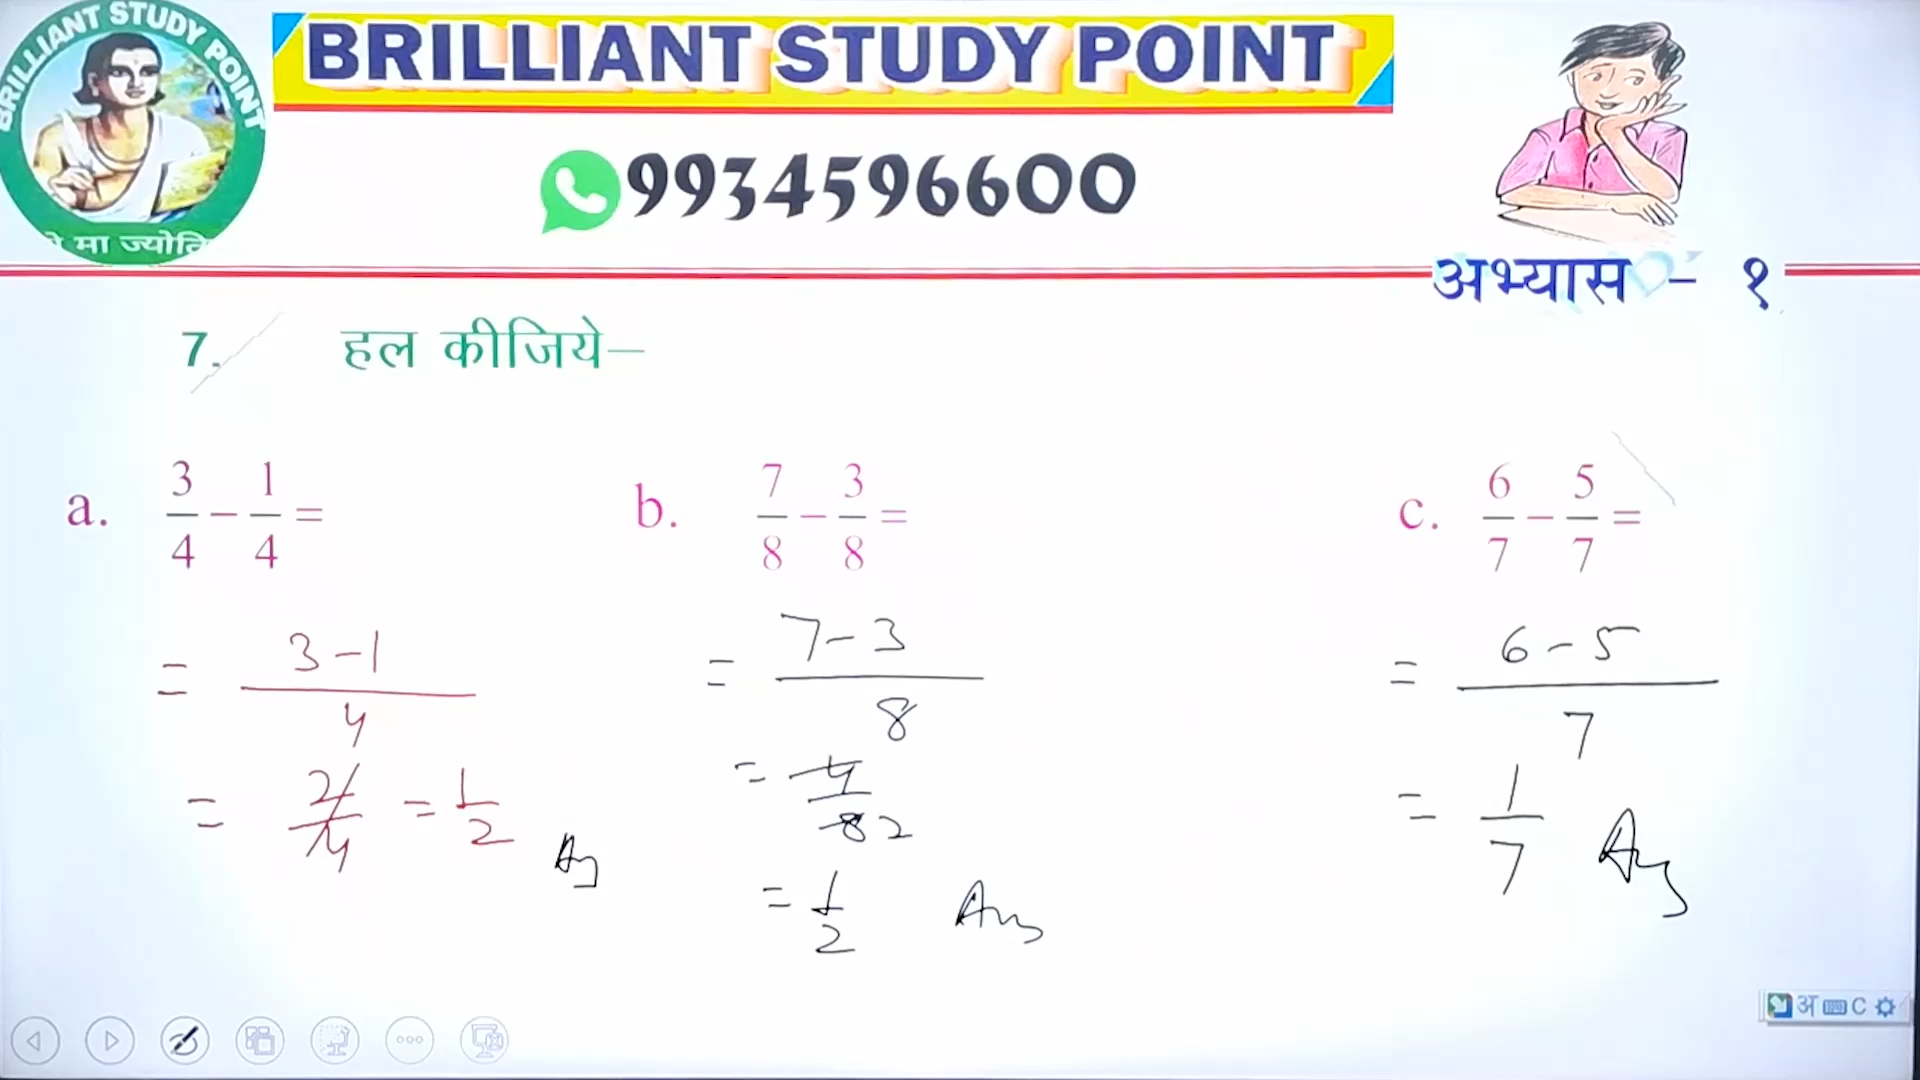 BRILLIANT STUDY POINT
मा ज्योति
BRILLIANT STUDY POINT
9934596600
अभ्यास - १
7. हल कीजिये–
a. 3/4 - 1/4 =
= 3-1/4
= 2/4 = 1/2 Ans
b. 7/8 - 3/8 =
= 7-3/8
= 4/8 2
= 1/2 Ans
c. 6/7 - 5/7 =
= 6-5/7
= 1/7 Ans
अ C